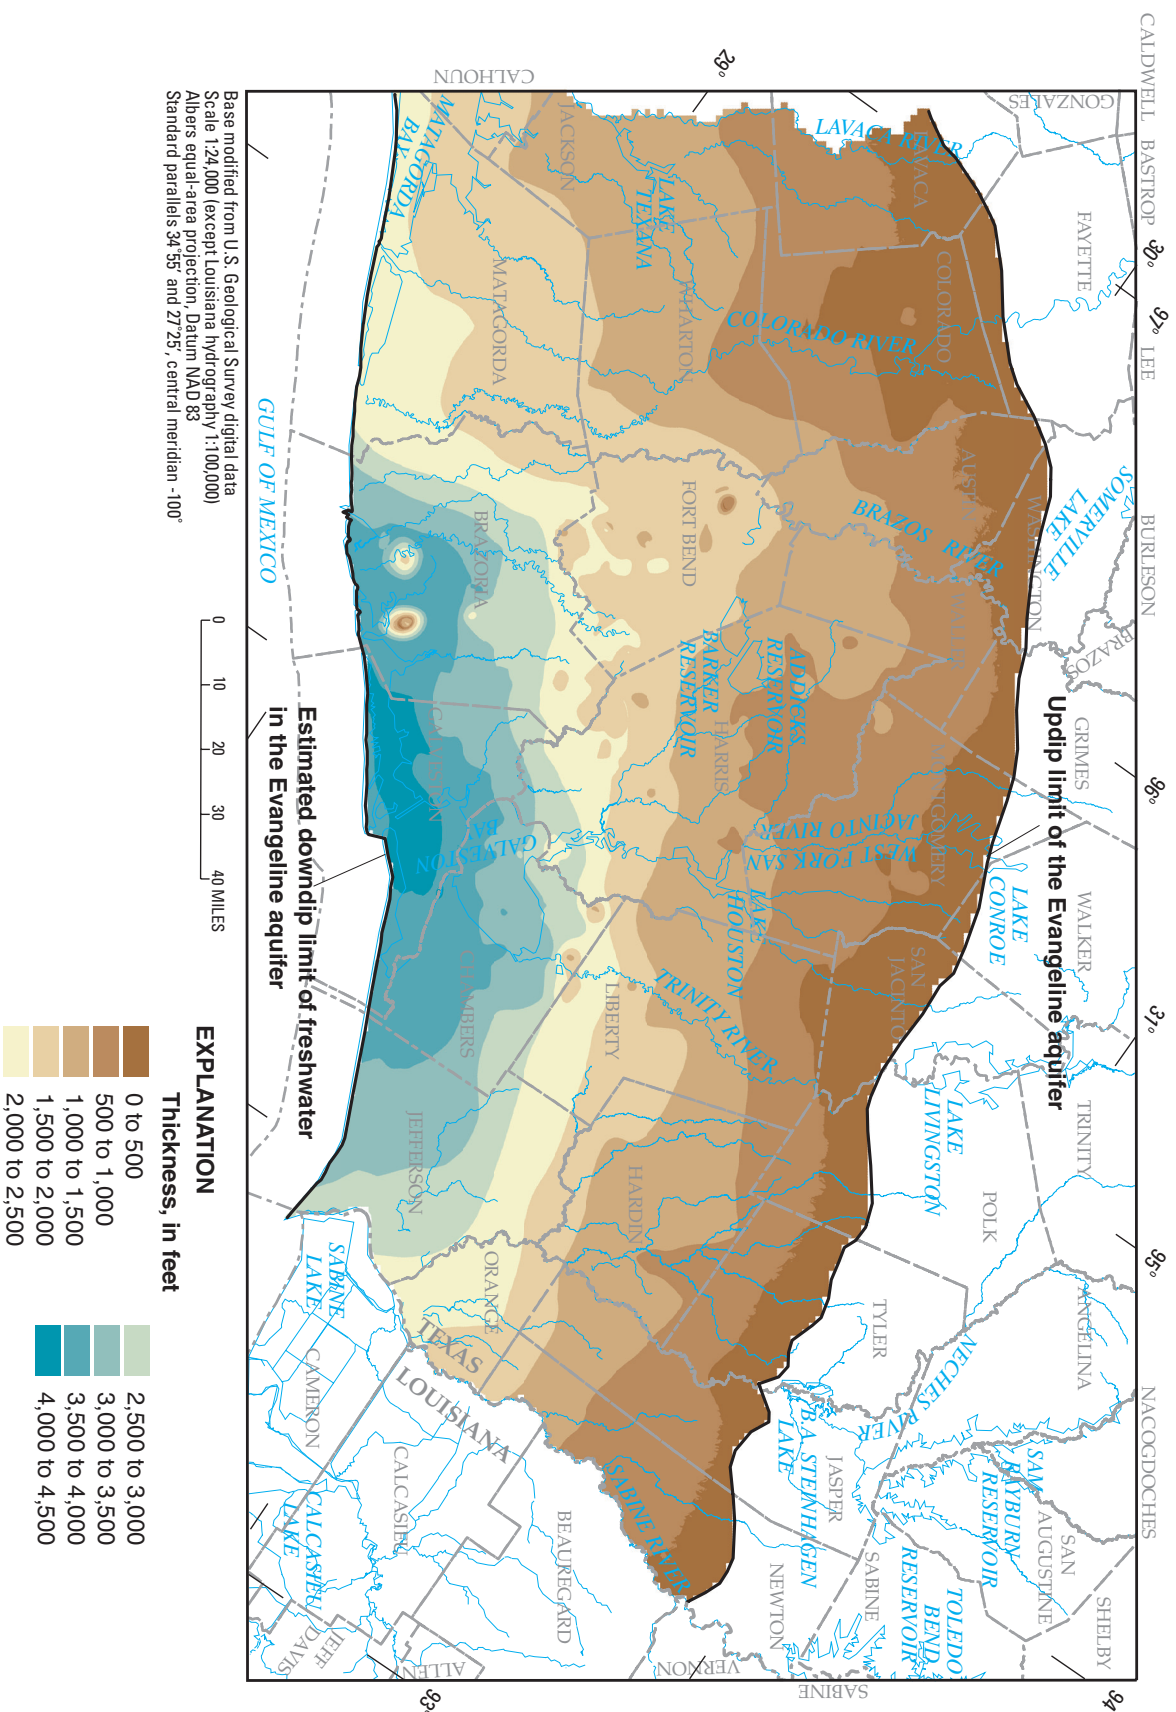 CALDWELL
BASTROP
30°
97°
LEE
BURLESON
BRAZOS
GRIMES
96°
WALKER
TRINITY
95°
ANGELINA
NACOGDOCHES
94
GONZALES
FAYETTE
SOMERVILLE
LAKE
WASHINGTON
Updip limit of the Evangeline aquifer
LAKE
CONROE
LAKE
LIVINGSTON
POLK
TYLER
NECHES RIVER
SAM
RAYBURN
RESERVOIR
SAN
AUGUSTINE
SHELBY
SABINE
TOLEDO
BEND
RESERVOIR
SABINE
JASPER
B.A. STEINHAGEN
LAKE
NEWTON
VERNON
LAVACA RIVER
LAVACA
COLORADO
COLORADO RIVER
AUSTIN
BRAZOS RIVER
WALLER
MONTGOMERY
WEST FORK SAN
JACINTO RIVER
SAN
JACINTO
29°
JACKSON
LAKE
TEXANA
WHARTON
FORT BEND
ADDICKS
RESERVOIR
BARKER
RESERVOIR
HARRIS
LAKE
HOUSTON
TRINITY RIVER
LIBERTY
HARDIN
SABINE RIVER
BEAUREGARD
CALHOUN
MATAGORDA
BAY
MATAGORDA
BRAZORIA
GALVESTON
GALVESTON
BA
CHAMBERS
JEFFERSON
ORANGE
TEXAS
LOUISIANA
CALCASIEU
CAMERON
SABINE
LAKE
CALCASIEU
LAKE
JEFF
DAVIS
ALLEN
93
GULF OF MEXICO
Estimated downdip limit of freshwater
in the Evangeline aquifer
Base modified from U.S. Geological Survey digital data
Scale 1:24,000 (except Louisiana hydrography 1:100,000)
Albers equal-area projection, Datum NAD 83
Standard parallels 34°55' and 27°25', central meridian -100°
0 10 20 30 40 MILES
EXPLANATION
Thickness, in feet
0 to 500
500 to 1,000
1,000 to 1,500
1,500 to 2,000
2,000 to 2,500
2,500 to 3,000
3,000 to 3,500
3,500 to 4,000
4,000 to 4,500